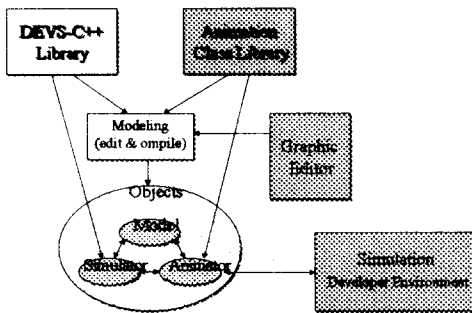 DEVS-C++
Library
Animation
Class Library
Modeling
(edit & ompile)
Graphic
Editor
Objects
Model
Simulator
Animator
Simulation
Developer Environment